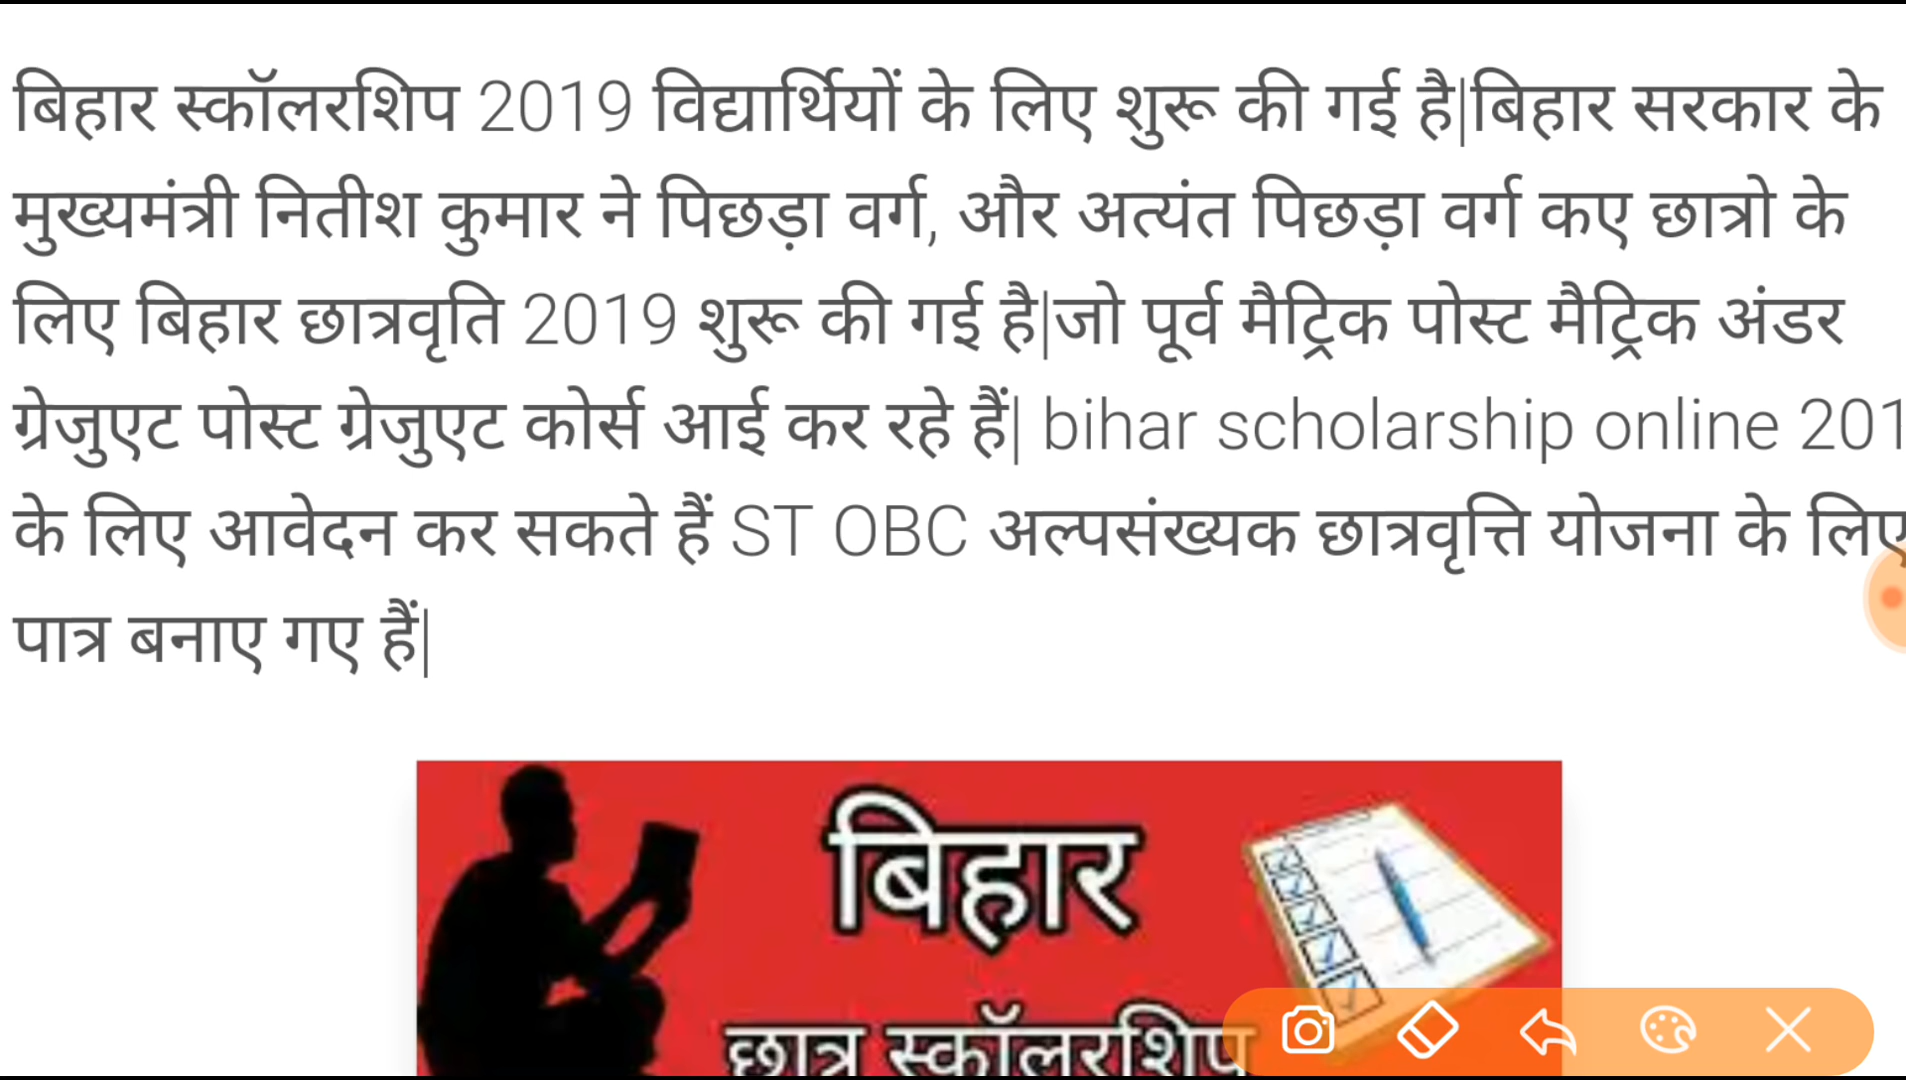 बिहार स्कॉलरशिप 2019 विद्यार्थियों के लिए शुरू की गई है|बिहार सरकार के
मुख्यमंत्री नितीश कुमार ने पिछड़ा वर्ग, और अत्यंत पिछड़ा वर्ग कए छात्रो के
लिए बिहार छात्रवृति 2019 शुरू की गई है|जो पूर्व मैट्रिक पोस्ट मैट्रिक अंडर
ग्रेजुएट पोस्ट ग्रेजुएट कोर्स आई कर रहे हैं| bihar scholarship online 201
के लिए आवेदन कर सकते हैं ST OBC अल्पसंख्यक छात्रवृत्ति योजना के लिए
पात्र बनाए गए हैं|
बिहार
छात्र स्कॉलरशिप